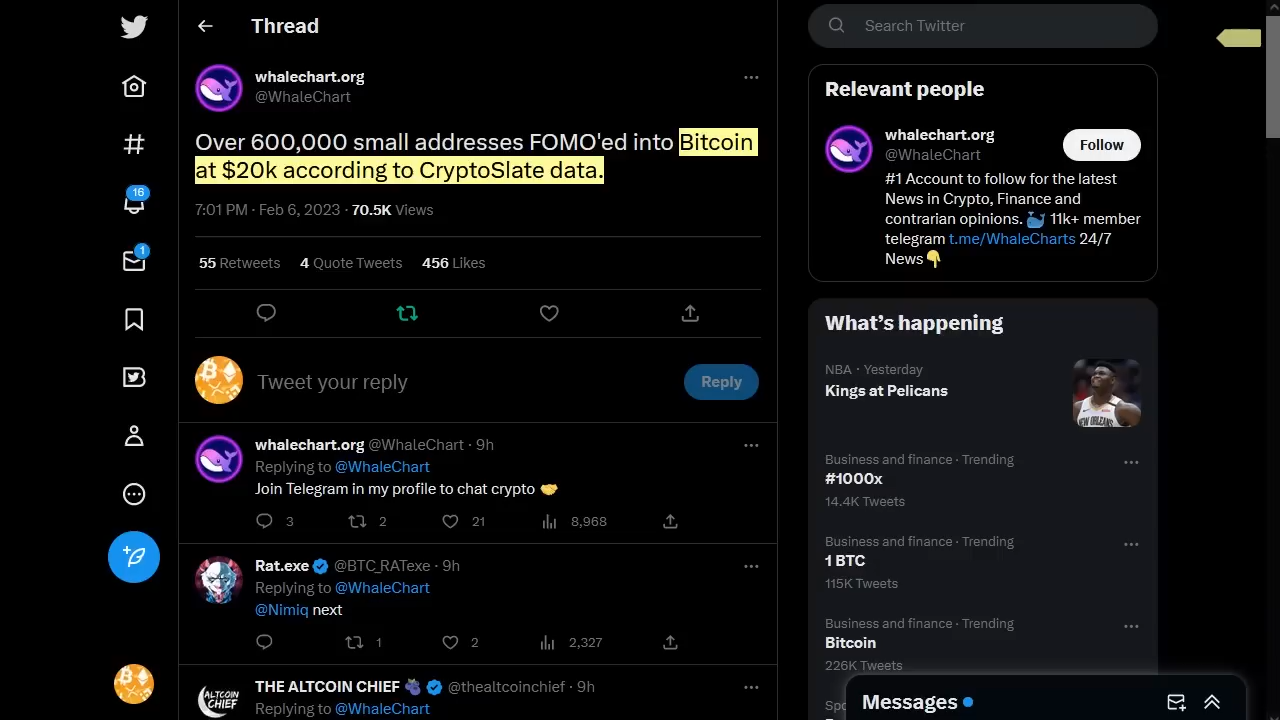 Thread
Search Twitter
whalechart.org
@WhaleChart
Over 600,000 small addresses FOMO'ed into Bitcoin
at $20k according to CryptoSlate data.
7:01 PM · Feb 6, 2023 · 70.5K Views
55 Retweets 4 Quote Tweets 456 Likes
Tweet your reply
Reply
whalechart.org @WhaleChart · 9h
Replying to @WhaleChart
Join Telegram in my profile to chat crypto 🤝
3 2 21 8,968
Rat.exe @BTC_RATexe · 9h
Replying to @WhaleChart
@Nimiq next
1 2 2,327
THE ALTCOIN CHIEF 🍇 @thealtcoinchief · 9h
Replying to @WhaleChart
ALTCOIN
CHIEF
16
1
Relevant people
whalechart.org
@WhaleChart
Follow
#1 Account to follow for the latest
News in Crypto, Finance and
contrarian opinions. 🐳 11k+ member
telegram t.me/WhaleCharts 24/7
News👇
What's happening
NBA · Yesterday
Kings at Pelicans
NEW ORLEANS
Business and finance · Trending
#1000x
14.4K Tweets
Business and finance · Trending
1 BTC
115K Tweets
Business and finance · Trending
Bitcoin
226K Tweets
Messages